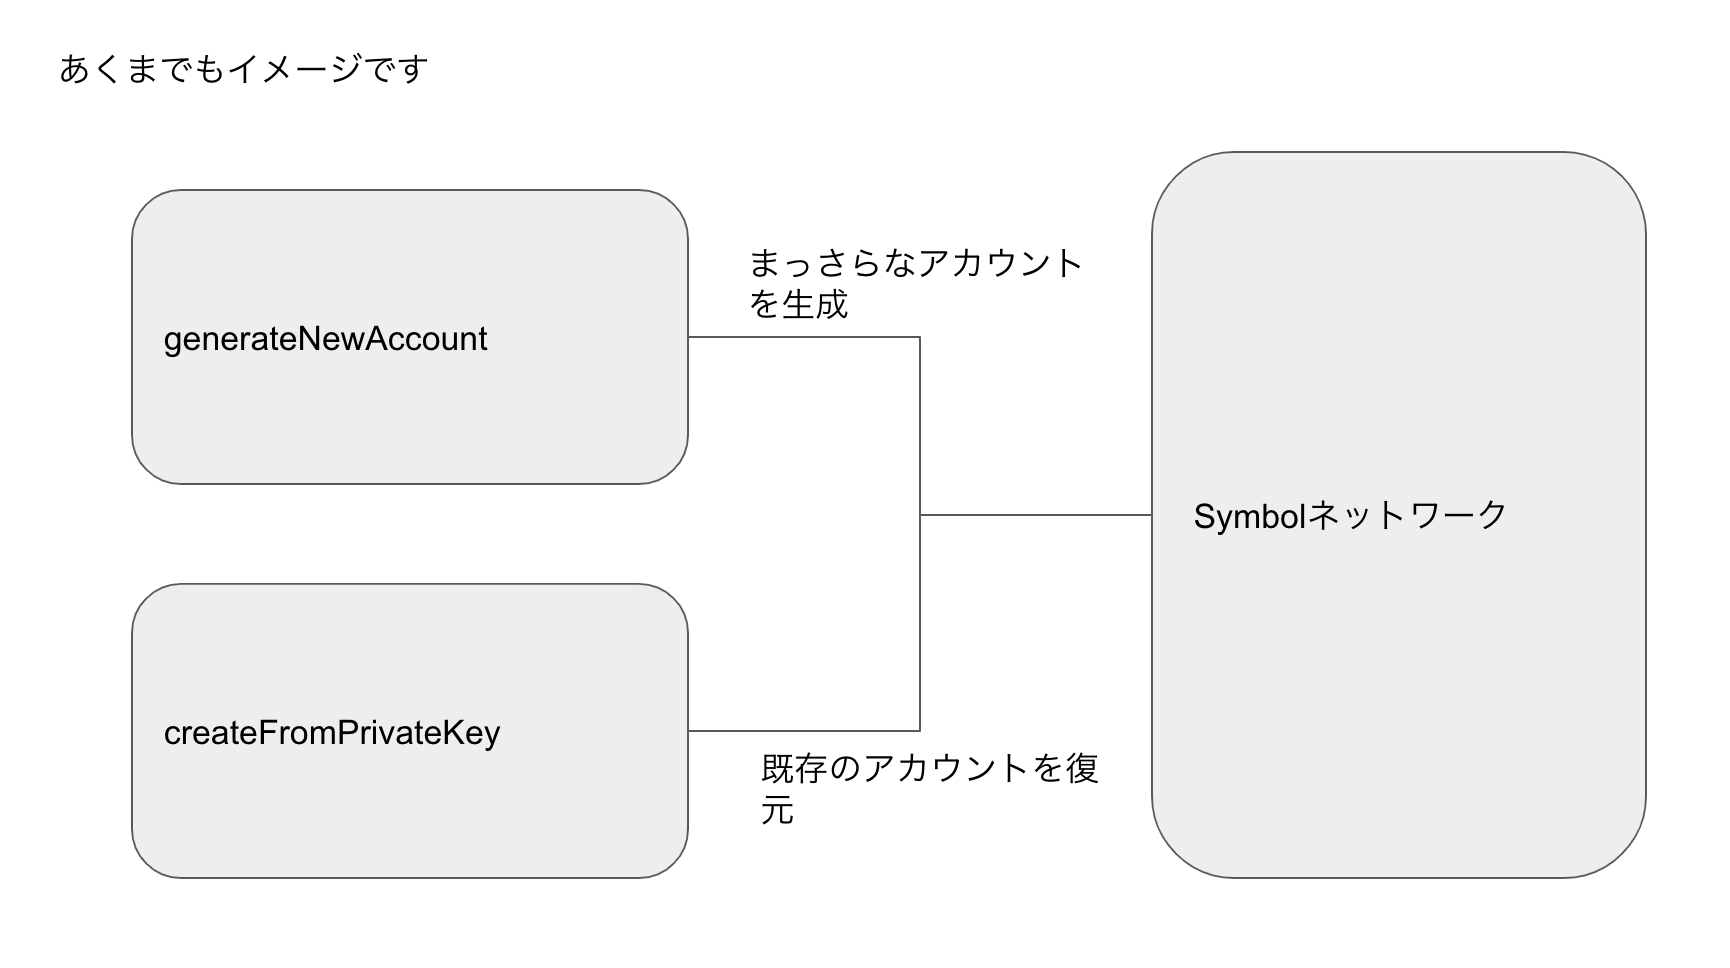 あくまでもイメージです
まっさらなアカウント
を生成
generateNewAccount
Symbolネットワーク
createFromPrivateKey
既存のアカウントを復
元